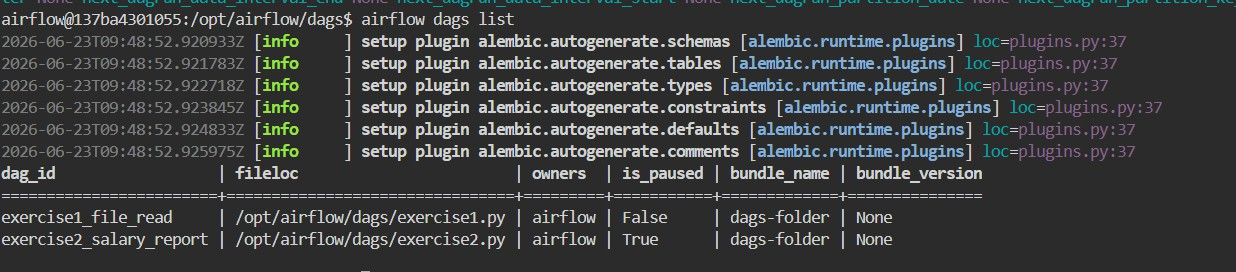 airflow@137ba4301055:/opt/airflow/dags$ airflow dags list
2026-06-23T09:48:52.920933Z [info     ] setup plugin alembic.autogenerate.schemas [alembic.runtime.plugins] loc=plugins.py:37
2026-06-23T09:48:52.921783Z [info     ] setup plugin alembic.autogenerate.tables [alembic.runtime.plugins] loc=plugins.py:37
2026-06-23T09:48:52.922718Z [info     ] setup plugin alembic.autogenerate.types [alembic.runtime.plugins] loc=plugins.py:37
2026-06-23T09:48:52.923845Z [info     ] setup plugin alembic.autogenerate.constraints [alembic.runtime.plugins] loc=plugins.py:37
2026-06-23T09:48:52.924833Z [info     ] setup plugin alembic.autogenerate.defaults [alembic.runtime.plugins] loc=plugins.py:37
2026-06-23T09:48:52.925975Z [info     ] setup plugin alembic.autogenerate.comments [alembic.runtime.plugins] loc=plugins.py:37
dag_id                  | fileloc                       | owners  | is_paused | bundle_name | bundle_version
========================+===============================+=========+===========+=============+===============
exercise1_file_read     | /opt/airflow/dags/exercise1.py | airflow | False     | dags-folder | None
exercise2_salary_report | /opt/airflow/dags/exercise2.py | airflow | True      | dags-folder | None